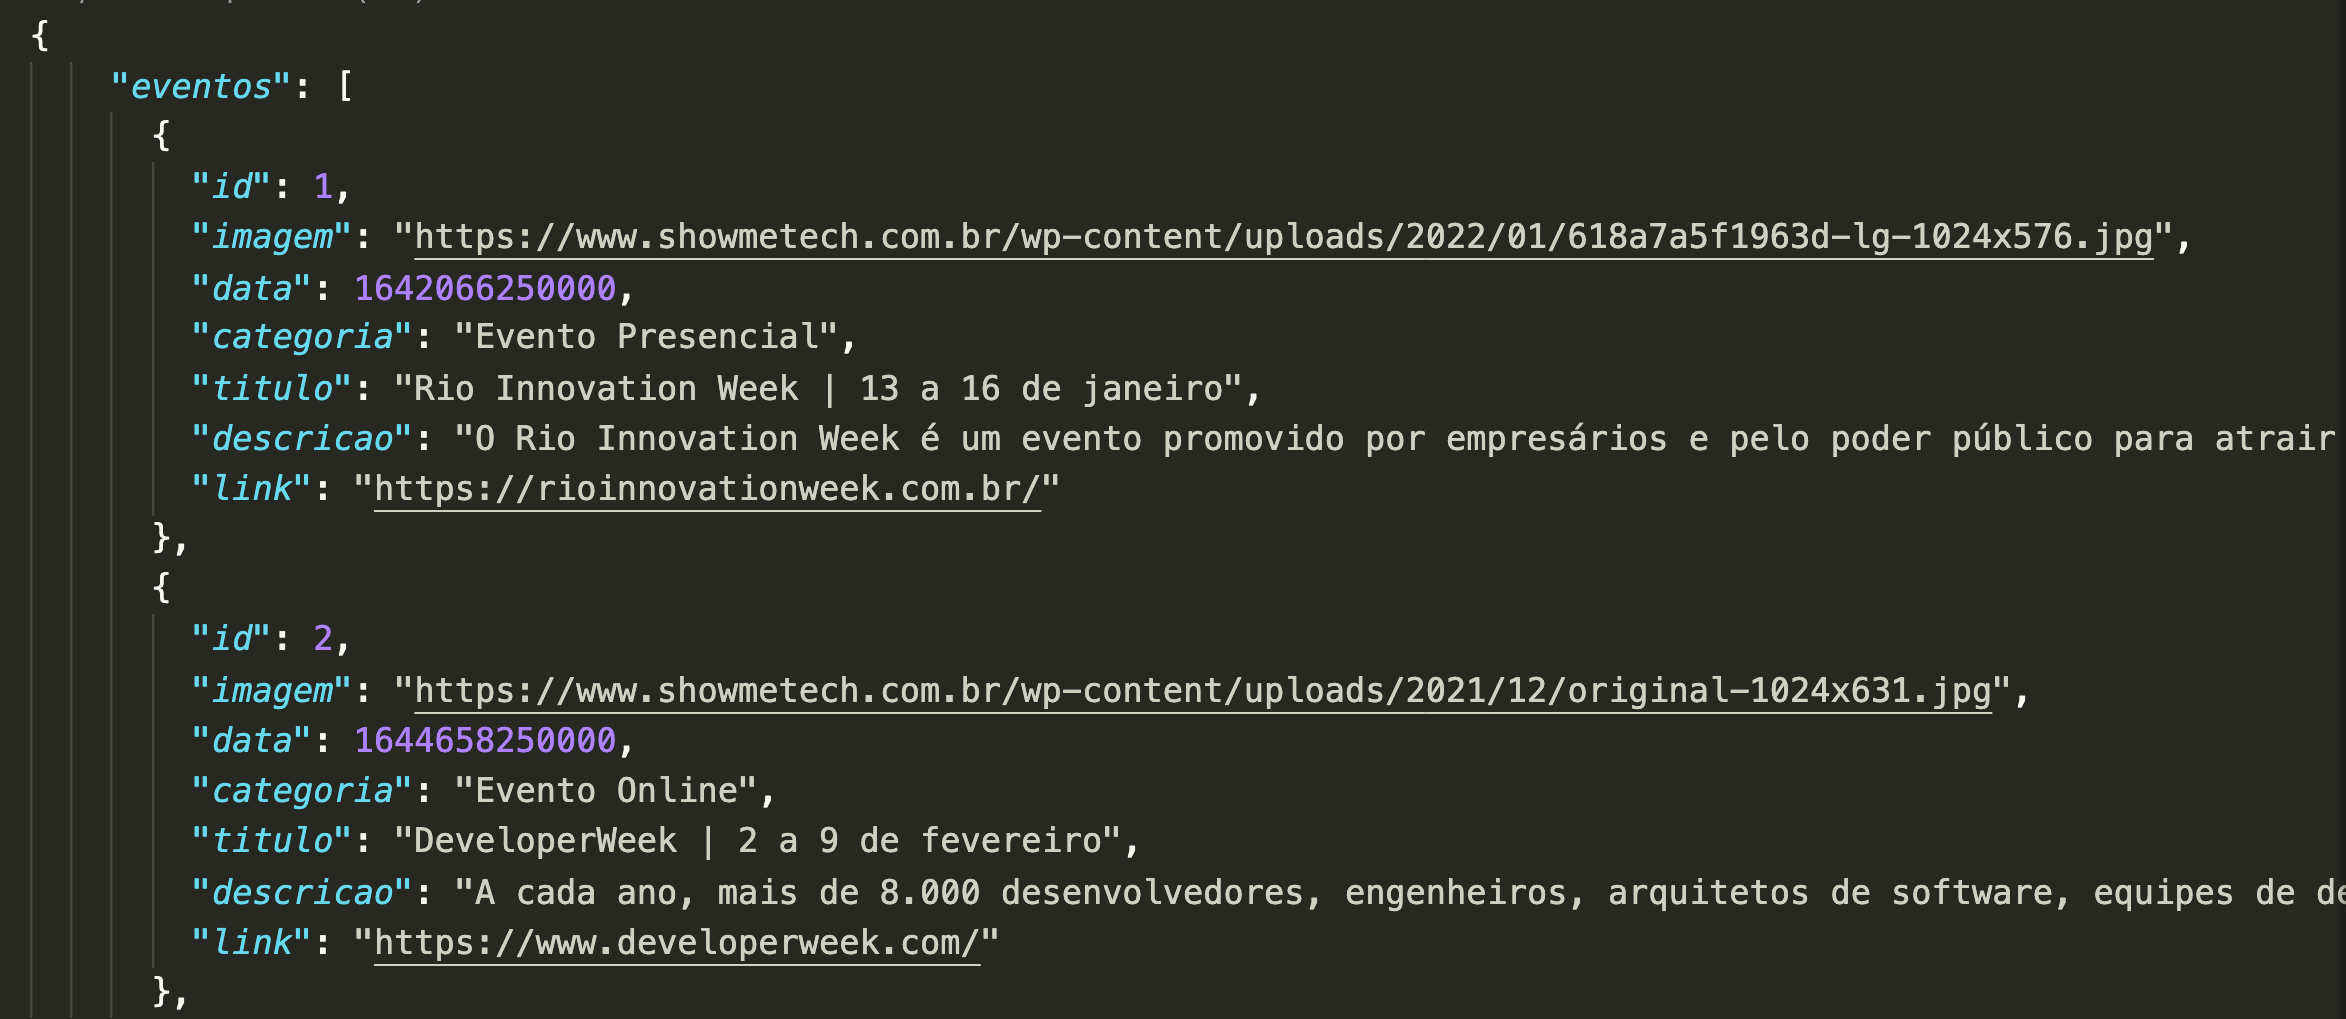 {
"eventos": [
{
"id": 1,
"imagem": "https://www.showmetech.com.br/wp-content/uploads/2022/01/618a7a5f1963d-lg-1024x576.jpg",
"data": 1642066250000,
"categoria": "Evento Presencial",
"titulo": "Rio Innovation Week | 13 a 16 de janeiro",
"descricao": "O Rio Innovation Week é um evento promovido por empresários e pelo poder público para atrair
"link": "https://rioinnovationweek.com.br/"
},
{
"id": 2,
"imagem": "https://www.showmetech.com.br/wp-content/uploads/2021/12/original-1024x631.jpg",
"data": 1644658250000,
"categoria": "Evento Online",
"titulo": "DeveloperWeek | 2 a 9 de fevereiro",
"descricao": "A cada ano, mais de 8.000 desenvolvedores, engenheiros, arquitetos de software, equipes de
"link": "https://www.developerweek.com/"
},